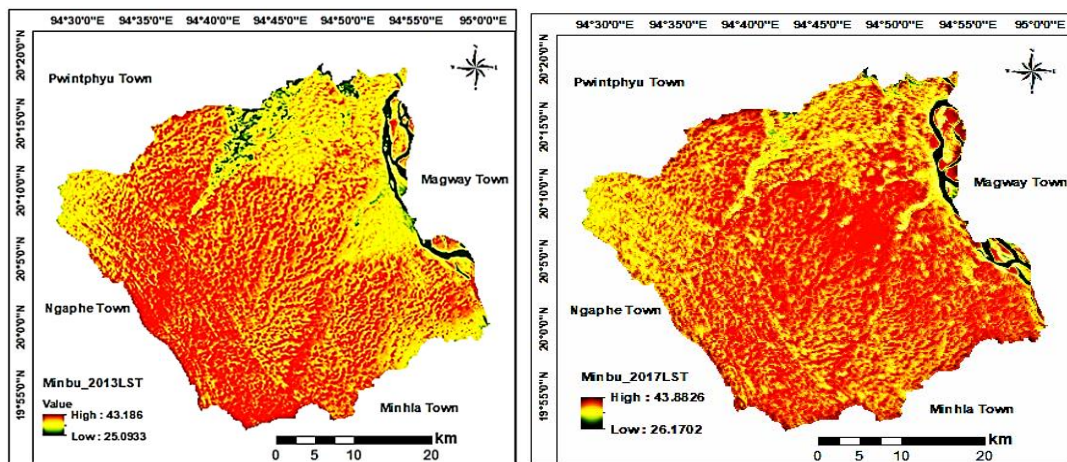 94°30'0"E 94°35'0"E 94°40'0"E 94°45'0"E 94°50'0"E 94°55'0"E 95°0'0"E
20°20'0"N
20°15'0"N
20°10'0"N
20°5'0"N
20°0'0"N
19°55'0"N
Pwintphyu Town
Magway Town
Ngaphe Town
Minhla Town
Minbu_2013LST
Value
High : 43.186
Low : 25.0933
km
0 5 10 20
94°30'0"E 94°35'0"E 94°40'0"E 94°45'0"E 94°50'0"E 94°55'0"E 95°0'0"E
20°20'0"N
20°15'0"N
20°10'0"N
20°5'0"N
20°0'0"N
19°55'0"N
Pwintphyu Town
Magway Town
Ngaphe Town
Minhla Town
Minbu_2017LST
High : 43.8826
Low : 26.1702
km
0 5 10 20